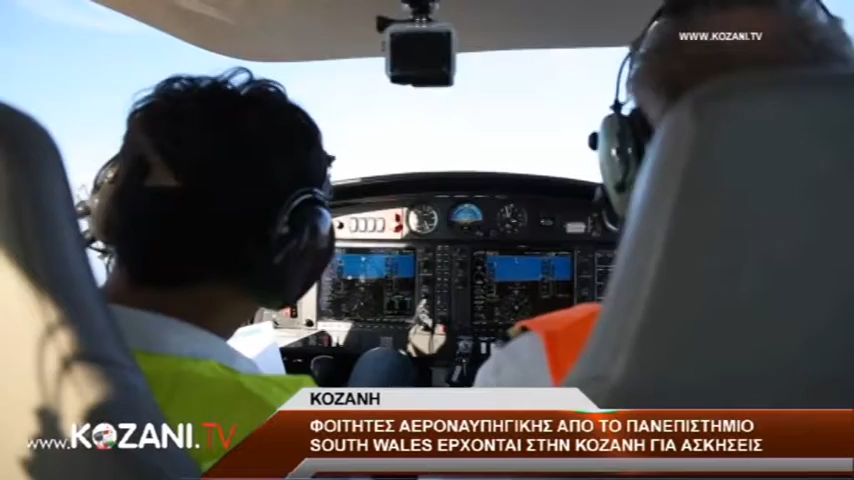 WWW.KOZANI.TV
ΚΟΖΑΝΗ
ΦΟΙΤΗΤΕΣ ΑΕΡΟΝΑΥΠΗΓΙΚΗΣ ΑΠΟ ΤΟ ΠΑΝΕΠΙΣΤΗΜΙΟ
SOUTH WALES ΕΡΧΟΝΤΑΙ ΣΤΗΝ ΚΟΖΑΝΗ ΓΙΑ ΑΣΚΗΣΕΙΣ
www.KOZANI.TV